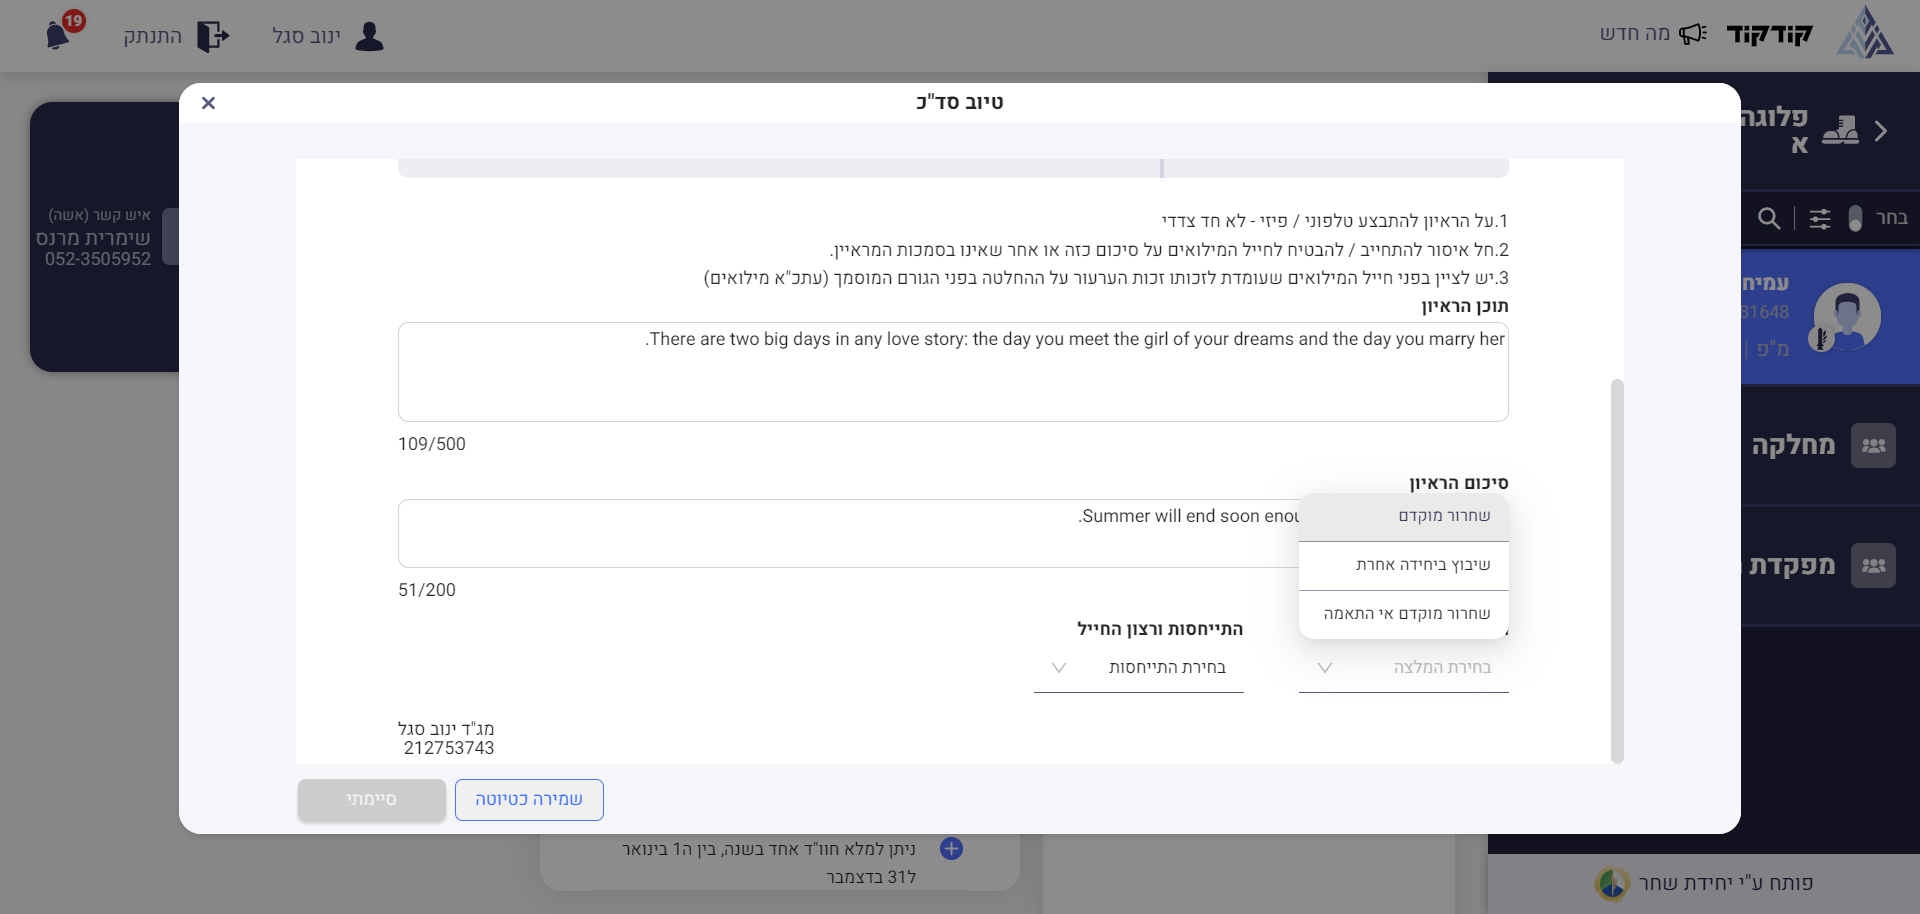 קודקוד
מה חדש
ינוב סגל
התנתק
19
טיוב סד"כ
פלוגה
א
בחר
איש קשר (אשה)
שימרית מרנס
052-3505952
1.על הראיון להתבצע טלפוני / פיזי - לא חד צדדי
2.חל איסור להתחייב / להבטיח לחייל המילואים על סיכום כזה או אחר שאינו בסמכות המראיין.
3.יש לציין בפני חייל המילואים שעומדת לזכותו זכות הערעור על ההחלטה בפני הגורם המוסמך (עתכ"א מילואים)
תוכן הראיון
There are two big days in any love story: the day you meet the girl of your dreams and the day you marry her.
109/500
סיכום הראיון
Summer will end soon enou
51/200
שחרור מוקדם
שיבוץ ביחידה אחרת
שחרור מוקדם אי התאמה
בחירת המלצה
התייחסות ורצון החייל
בחירת התייחסות
מג"ד ינוב סגל
212753743
שמירה כטיוטה
סיימתי
עמיח
31648
מ"פ |
מחלקה
מפקדת
ניתן למלא חוו"ד אחד בשנה, בין ה1 בינואר
ל31 בדצמבר
פותח ע"י יחידת שחר